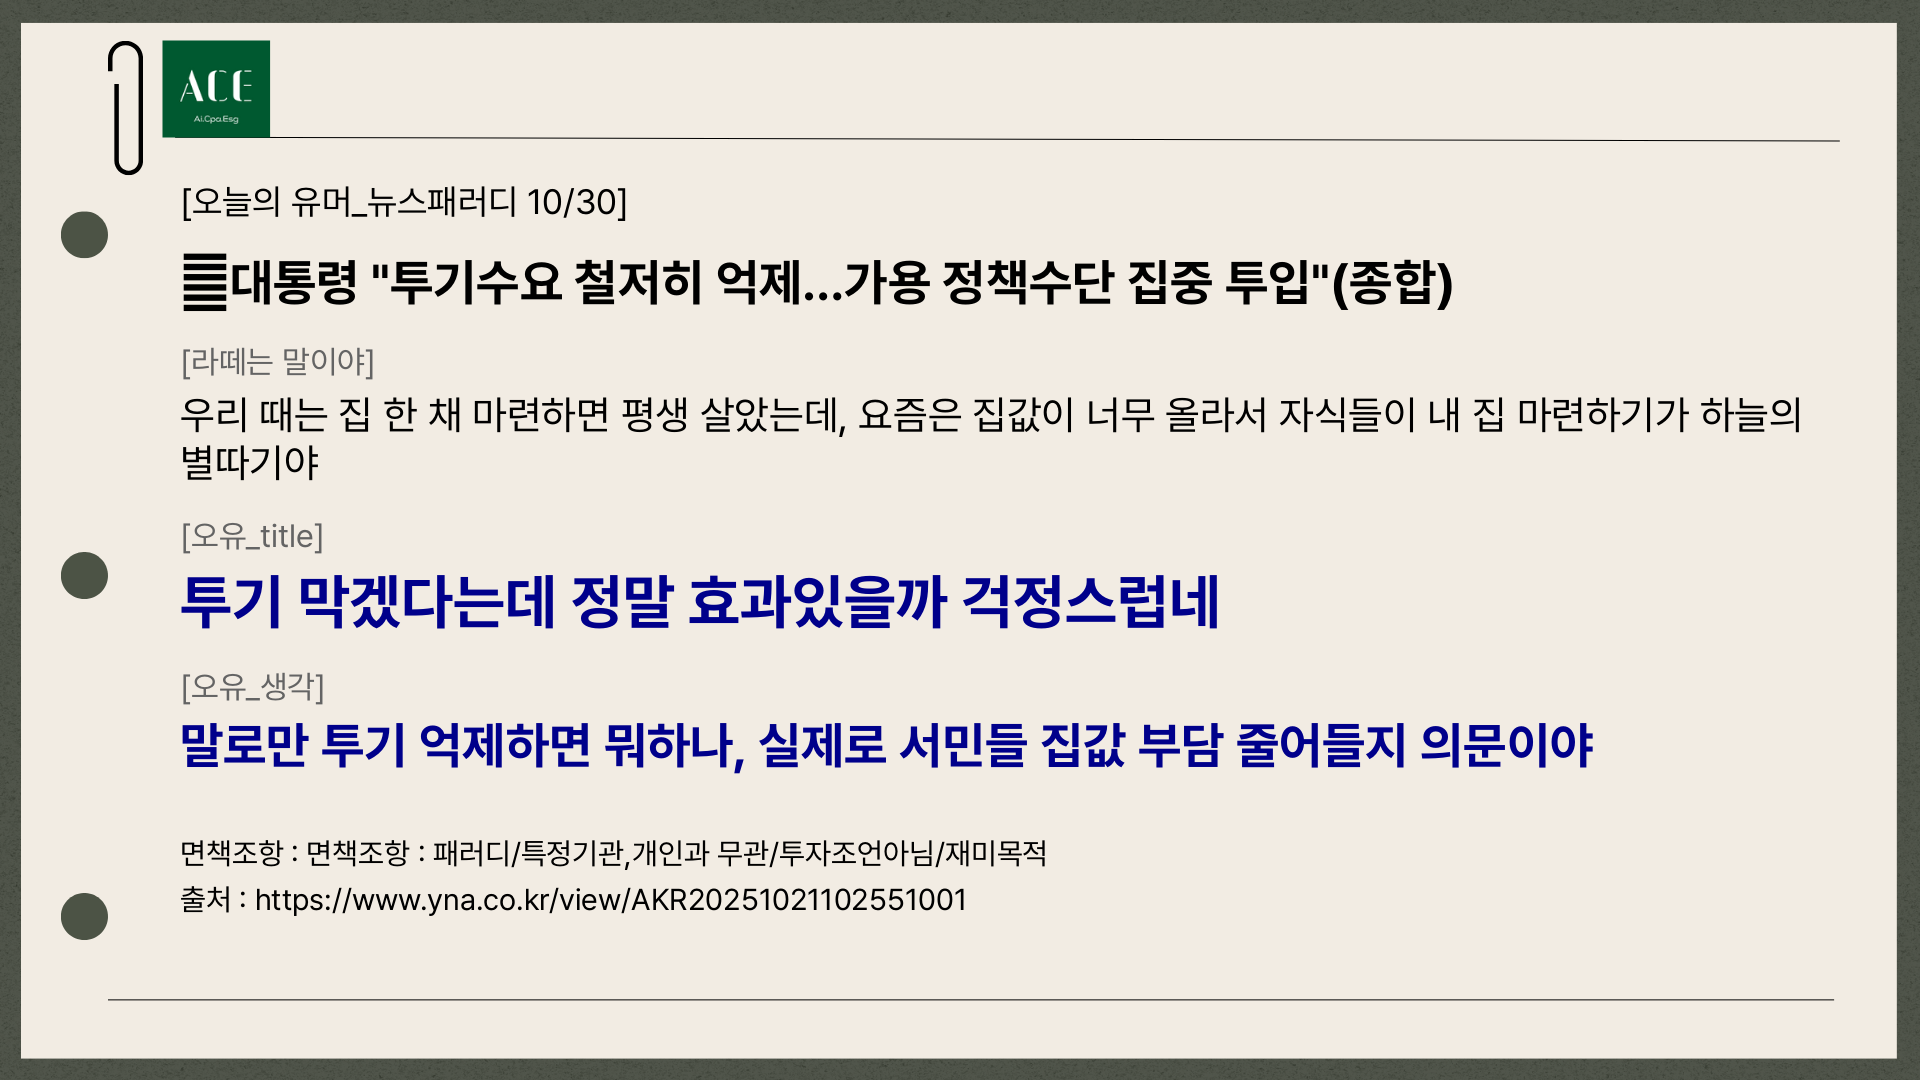 ACE
Ai.Cpa.Esg
[오늘의 유머_뉴스패러디 10/30]
대통령 "투기수요 철저히 억제...가용 정책수단 집중 투입"(종합)
[라떼는 말이야]
우리 때는 집 한 채 마련하면 평생 살았는데, 요즘은 집값이 너무 올라서 자식들이 내 집 마련하기가 하늘의
별따기야
[오유_title]
투기 막겠다는데 정말 효과있을까 걱정스럽네
[오유_생각]
말로만 투기 억제하면 뭐하나, 실제로 서민들 집값 부담 줄어들지 의문이야
면책조항 : 면책조항 : 패러디/특정기관,개인과 무관/투자조언아님/재미목적
출처 : https://www.yna.co.kr/view/AKR20251021102551001